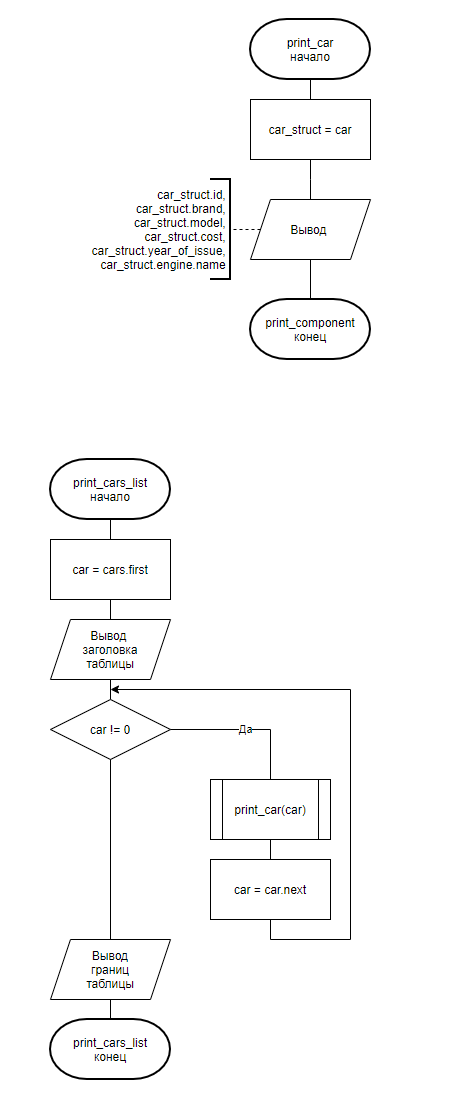 print_car
начало
car_struct = car
car_struct.id,
car_struct.brand,
car_struct.model,
car_struct.cost,
car_struct.year_of_issue,
car_struct.engine.name
Вывод
print_component
конец
print_cars_list
начало
car = cars.first
Вывод
заголовка
таблицы
car != 0
Да
print_car(car)
car = car.next
Вывод
границ
таблицы
print_cars_list
конец